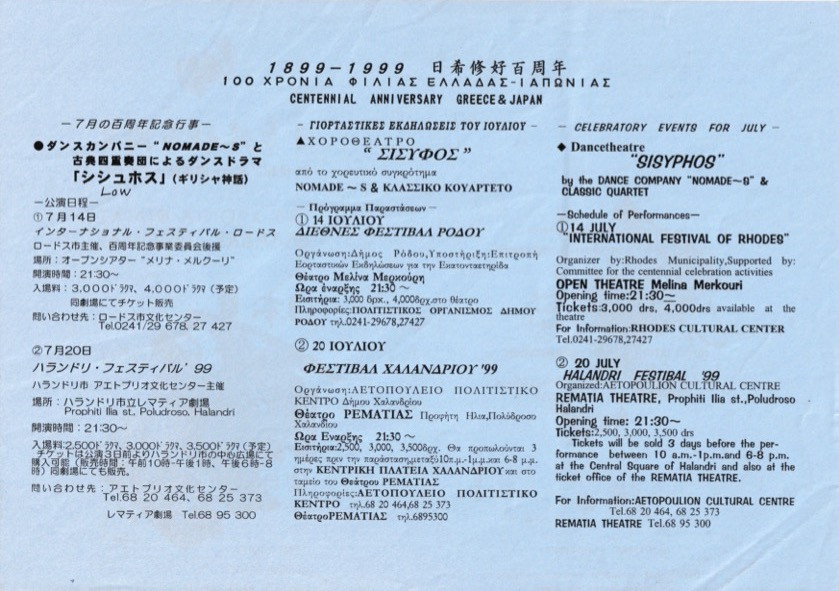 1899-1999 日希修好百周年
100 ΧΡΟΝΙΑ ΦΙΛΙΑΣ ΕΛΛΑΔΑΣ-ΙΑΠΩΝΙΑΣ
CENTENNIAL ANNIVERSARY GREECE & JAPAN
－7月の百周年記念行事－
●ダンスカンパニー"NOMADE～S"と
古典四重奏団によるダンスドラマ
「シシュホス」(ギリシャ神話)
Low
－公演日程－
①7月14日
インターナショナル・フェスティバル・ロードス
ロードス市主催、百周年記念事業委員会後援
場所：オープンシアター"メリナ・メルクーリ"
開演時間：21:30～
入場料：3,000ドラクマ、4,000ドラクマ(予定)
同劇場にてチケット販売
問い合わせ先：ロードス市文化センター
Tel.0241/29 678, 27 427
②7月20日
ハランドリ・フェスティバル'99
ハランドリ市 アエトプリオ文化センター主催
場所：ハランドリ市立レマティア劇場
Prophiti Ilia st., Poludroso, Halandri
開演時間：21:30～
入場料:2,500ドラクマ, 3,000ドラクマ, 3,500ドラクマ(予定)
チケットは公演3日前よりハランドリ市の中心広場にて
購入可能(販売時間：午前10時-午後1時、午後6時-8
時)同劇場にても販売。
問い合わせ先：アエトプリオ文化センター
Tel.68 20 464, 68 25 373
レマティア劇場 Tel.68 95 300
- ΓΙΟΡΤΑΣΤΙΚΕΣ ΕΚΔΗΛΩΣΕΙΣ ΤΟΥ ΙΟΥΛΙΟΥ -
▲ΧΟΡΟΘΕΑΤΡΟ
"ΣΙΣΥΦΟΣ"
από το χορευτικό συγκρότημα
NOMADE ~ S & ΚΛΑΣΣΙΚΟ ΚΟΥΑΡΤΕΤΟ
- Πρόγραμμα Παραστάσεων -
① 14 ΙΟΥΛΙΟΥ
ΔΙΕΘΝΕΣ ΦΕΣΤΙΒΑΛ ΡΟΔΟΥ
Οργάνωση:Δήμος Ρόδου,Υποστήριξη:Επιτροπή
Εορταστικών Εκδηλώσεων για την Εκατονταετηρίδα
Θέατρο Μελίνα Μερκούρη
Ώρα έναρξης 21:30 ～
Εισιτήρια: 3,000 δρχ., 4,000δρχ.στο θέατρο
Πληροφορίες:ΠΟΛΙΤΙΣΤΙΚΟΣ ΟΡΓΑΝΙΣΜΟΣ ΔΗΜΟΥ
ΡΟΔΟΥ τηλ.0241-29678,27427
② 20 ΙΟΥΛΙΟΥ
ΦΕΣΤΙΒΑΛ ΧΑΛΑΝΔΡΙΟΥ '99
Οργάνωση:ΑΕΤΟΠΟΥΛΕΙΟ ΠΟΛΙΤΙΣΤΙΚΟ
ΚΕΝΤΡΟ Δήμου Χαλανδρίου
Θέατρο ΡΕΜΑΤΙΑΣ Προφήτη Ηλια,Πολύδροσο
Χαλανδρίου
Ώρα Εναρξης 21:30 ～
Εισιτήρια:2,500, 3,000, 3,500δρχ. Θα προπωλούνται 3
ημέρες πριν την παράσταση,μεταξύ10π.μ.-1μ.μ.και 6-8 μ.μ.
στην ΚΕΝΤΡΙΚΗ ΠΛΑΤΕΙΑ ΧΑΛΑΝΔΡΙΟΥ και στο
ταμείο του Θεάτρου ΡΕΜΑΤΙΑΣ
Πληροφορίες:ΑΕΤΟΠΟΥΛΕΙΟ ΠΟΛΙΤΙΣΤΙΚΟ
ΚΕΝΤΡΟ τηλ.68 20 464,68 25 373
ΘέατροΡΕΜΑΤΙΑΣ τηλ.6895300
- CELEBRATORY EVENTS FOR JULY -
◆ Dancetheatre
"SISYPHOS"
by the DANCE COMPANY "NOMADE~S" &
CLASSIC QUARTET
-Schedule of Performances-
①14 JULY
"INTERNATIONAL FESTIVAL OF RHODES"
Organizer by:Rhodes Municipality,Supported by:
Committee for the centennial celebration activities
OPEN THEATRE Melina Merkouri
Opening time:21:30～
Tickets:3,000 drs, 4,000drs available at the
theatre
For Information:RHODES CULTURAL CENTER
Tel.0241-29678,27427
② 20 JULY
HALANDRI FESTIBAL '99
Organized:AETOPULION CULTURAL CENTRE
REMATIA THEATRE, Prophiti Ilia st.,Poludroso
Halandri
Opening time: 21:30～
Tickets:2,500, 3,000, 3,500 drs
Tickets will be sold 3 days before the per-
formance between 10 a.m.-1p.m.and 6-8 p.m.
at the Central Square of Halandri and also at the
ticket office of the REMATIA THEATRE.
For Information:AETOPOULION CULTURAL CENTRE
Tel.68 20 464, 68 25 373
REMATIA THEATRE Tel.68 95 300